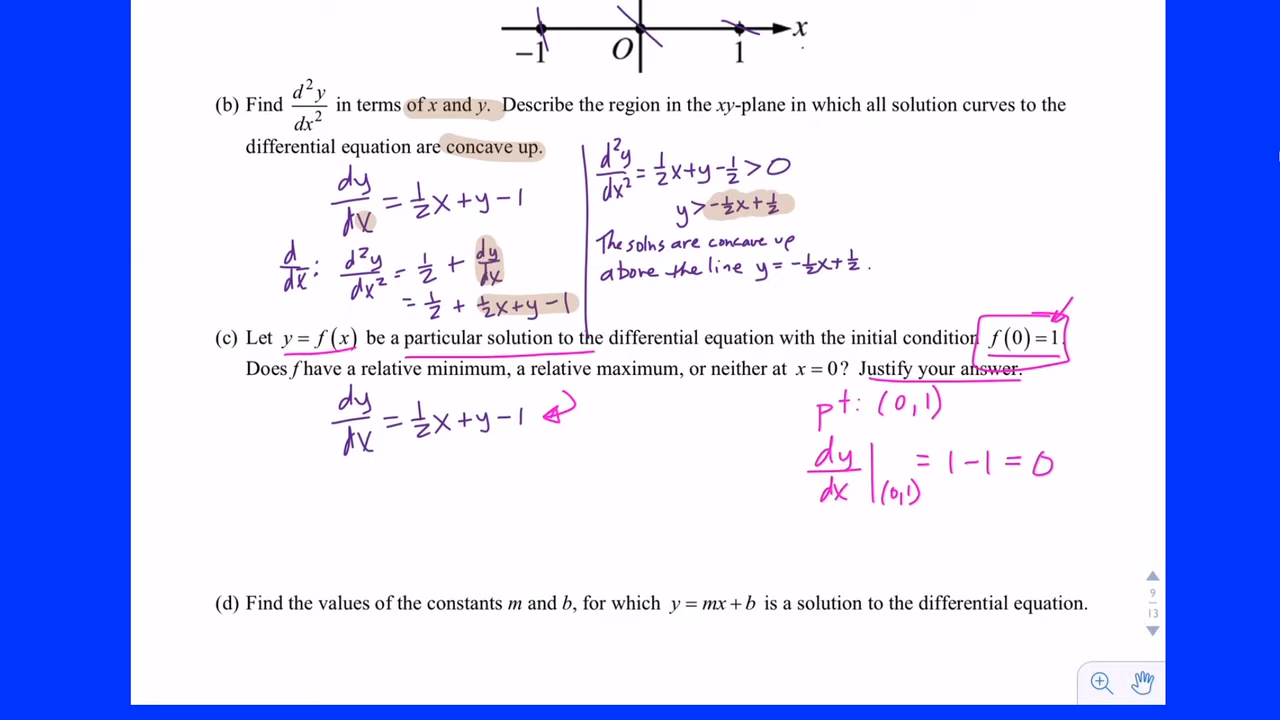 −1 O 1 x
(b) Find d²y/dx² in terms of x and y. Describe the region in the xy-plane in which all solution curves to the
differential equation are concave up.
dy/dx = 1/2x+y−1
d/dx: d²y/dx² = 1/2 + dy/dx
= 1/2 + 1/2x+y−1
d²y/dx² = 1/2x+y−1/2 > 0
y > −1/2x+1/2
The solns are concave up
above the line y = −1/2x+1/2.
(c) Let y = f(x) be a particular solution to the differential equation with the initial condition f(0) = 1.
Does f have a relative minimum, a relative maximum, or neither at x = 0? Justify your answer.
dy/dx = 1/2x+y−1
pt: (0,1)
dy/dx |(0,1) = 1−1 = 0
(d) Find the values of the constants m and b, for which y = mx + b is a solution to the differential equation.
9
13